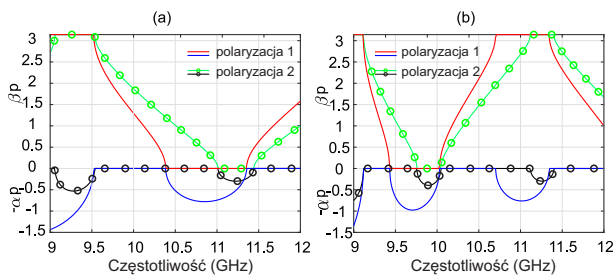 (a)
(b)
3
2.5
2
1.5
1
0.5
0
-0.5
-1
-1.5
βp
-αp
polaryzacja 1
polaryzacja 2
9 9.5 10 10.5 11 11.5 12
Częstotliwość (GHz)
3
2.5
2
1.5
1
0.5
0
-0.5
-1
-1.5
βp
-αp
polaryzacja 1
polaryzacja 2
9 9.5 10 10.5 11 11.5 12
Częstotliwość (GHz)